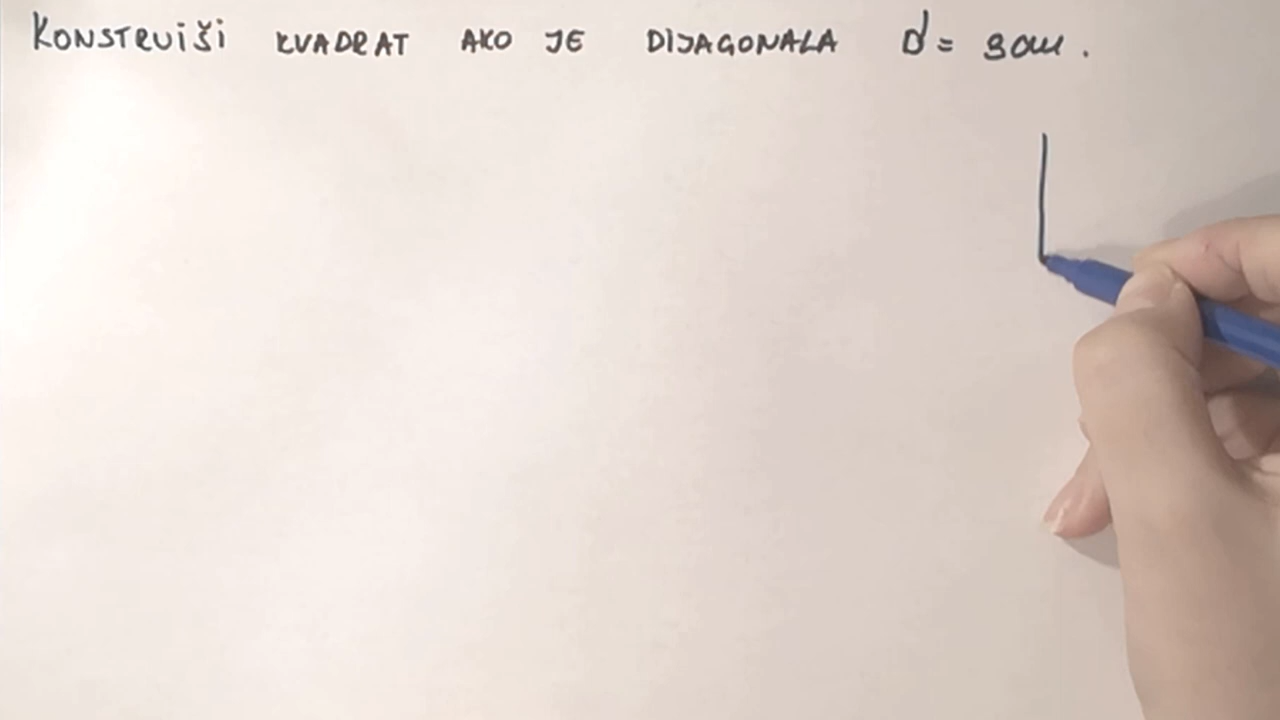 KONSTRUIŠI KVADRAT AKO JE DIJAGONALA d = 3cm.